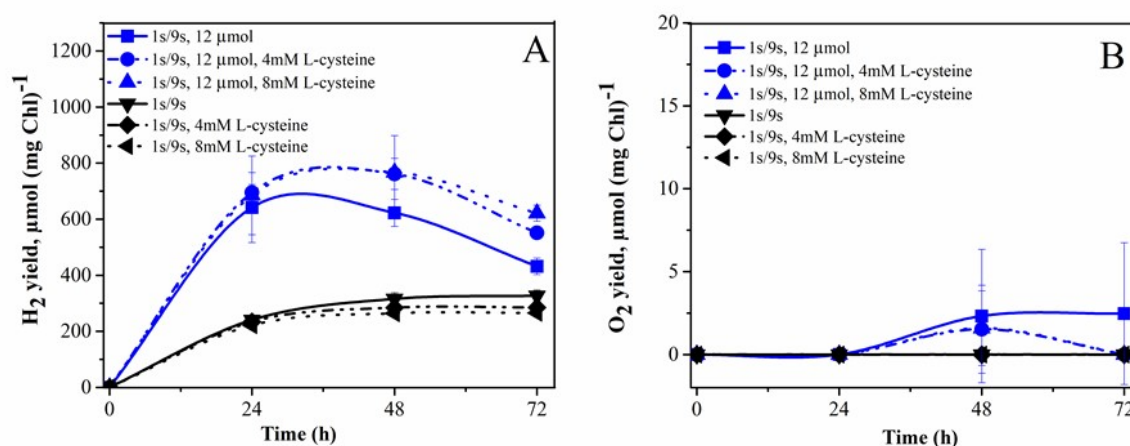 A
1s/9s, 12 µmol
1s/9s, 12 µmol, 4mM L-cysteine
1s/9s, 12 µmol, 8mM L-cysteine
1s/9s
1s/9s, 4mM L-cysteine
1s/9s, 8mM L-cysteine
H2 yield, µmol (mg Chl)-1
1200
1000
800
600
400
200
0
0 24 48 72
Time (h)
B
1s/9s, 12 µmol
1s/9s, 12 µmol, 4mM L-cysteine
1s/9s, 12 µmol, 8mM L-cysteine
1s/9s
1s/9s, 4mM L-cysteine
1s/9s, 8mM L-cysteine
O2 yield, µmol (mg Chl)-1
20
15
10
5
0
0 24 48 72
Time (h)